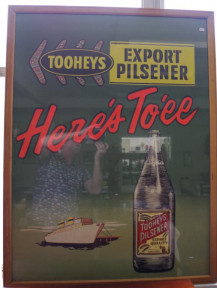 TOOHEYS
EXPORT
PILSENER
Here's To'ee
TOOHEYS
PILSENER